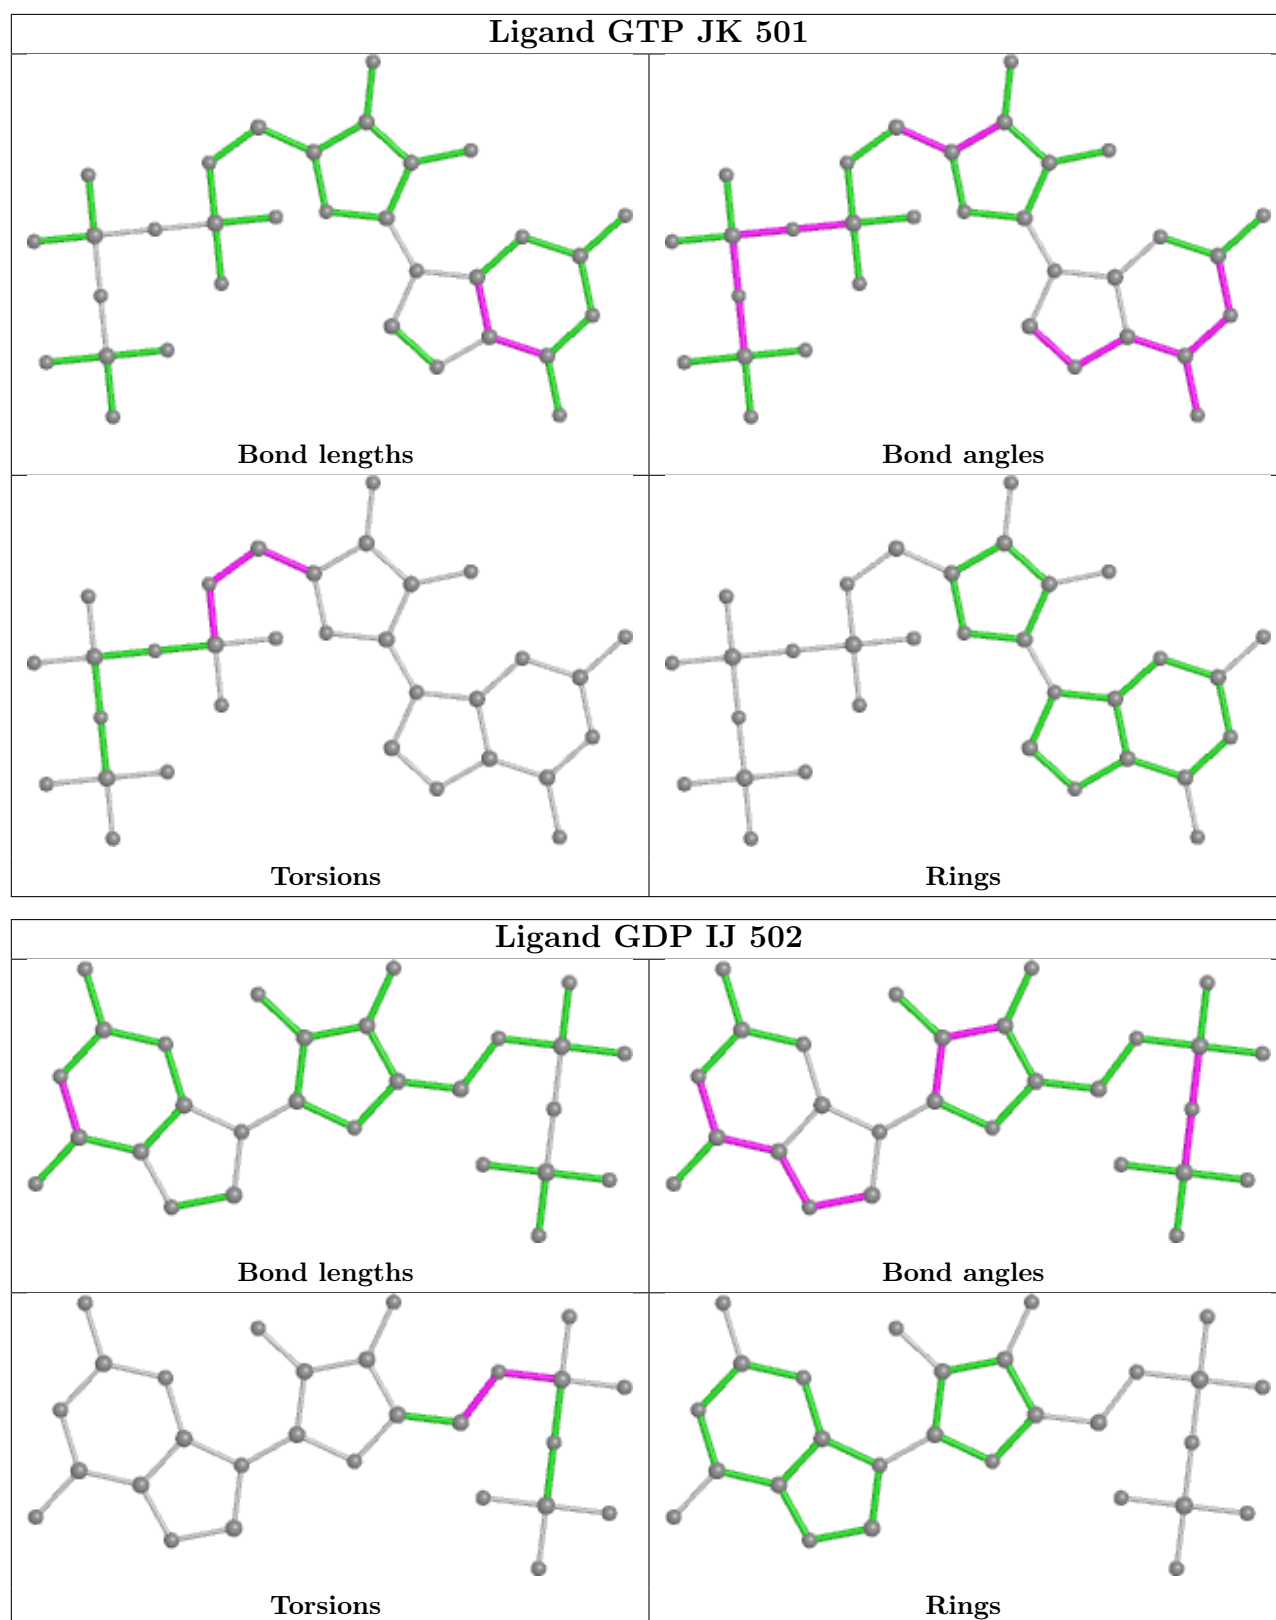 Ligand GTP JK 501
Bond lengths
Bond angles
Torsions
Rings
Ligand GDP IJ 502
Bond lengths
Bond angles
Torsions
Rings